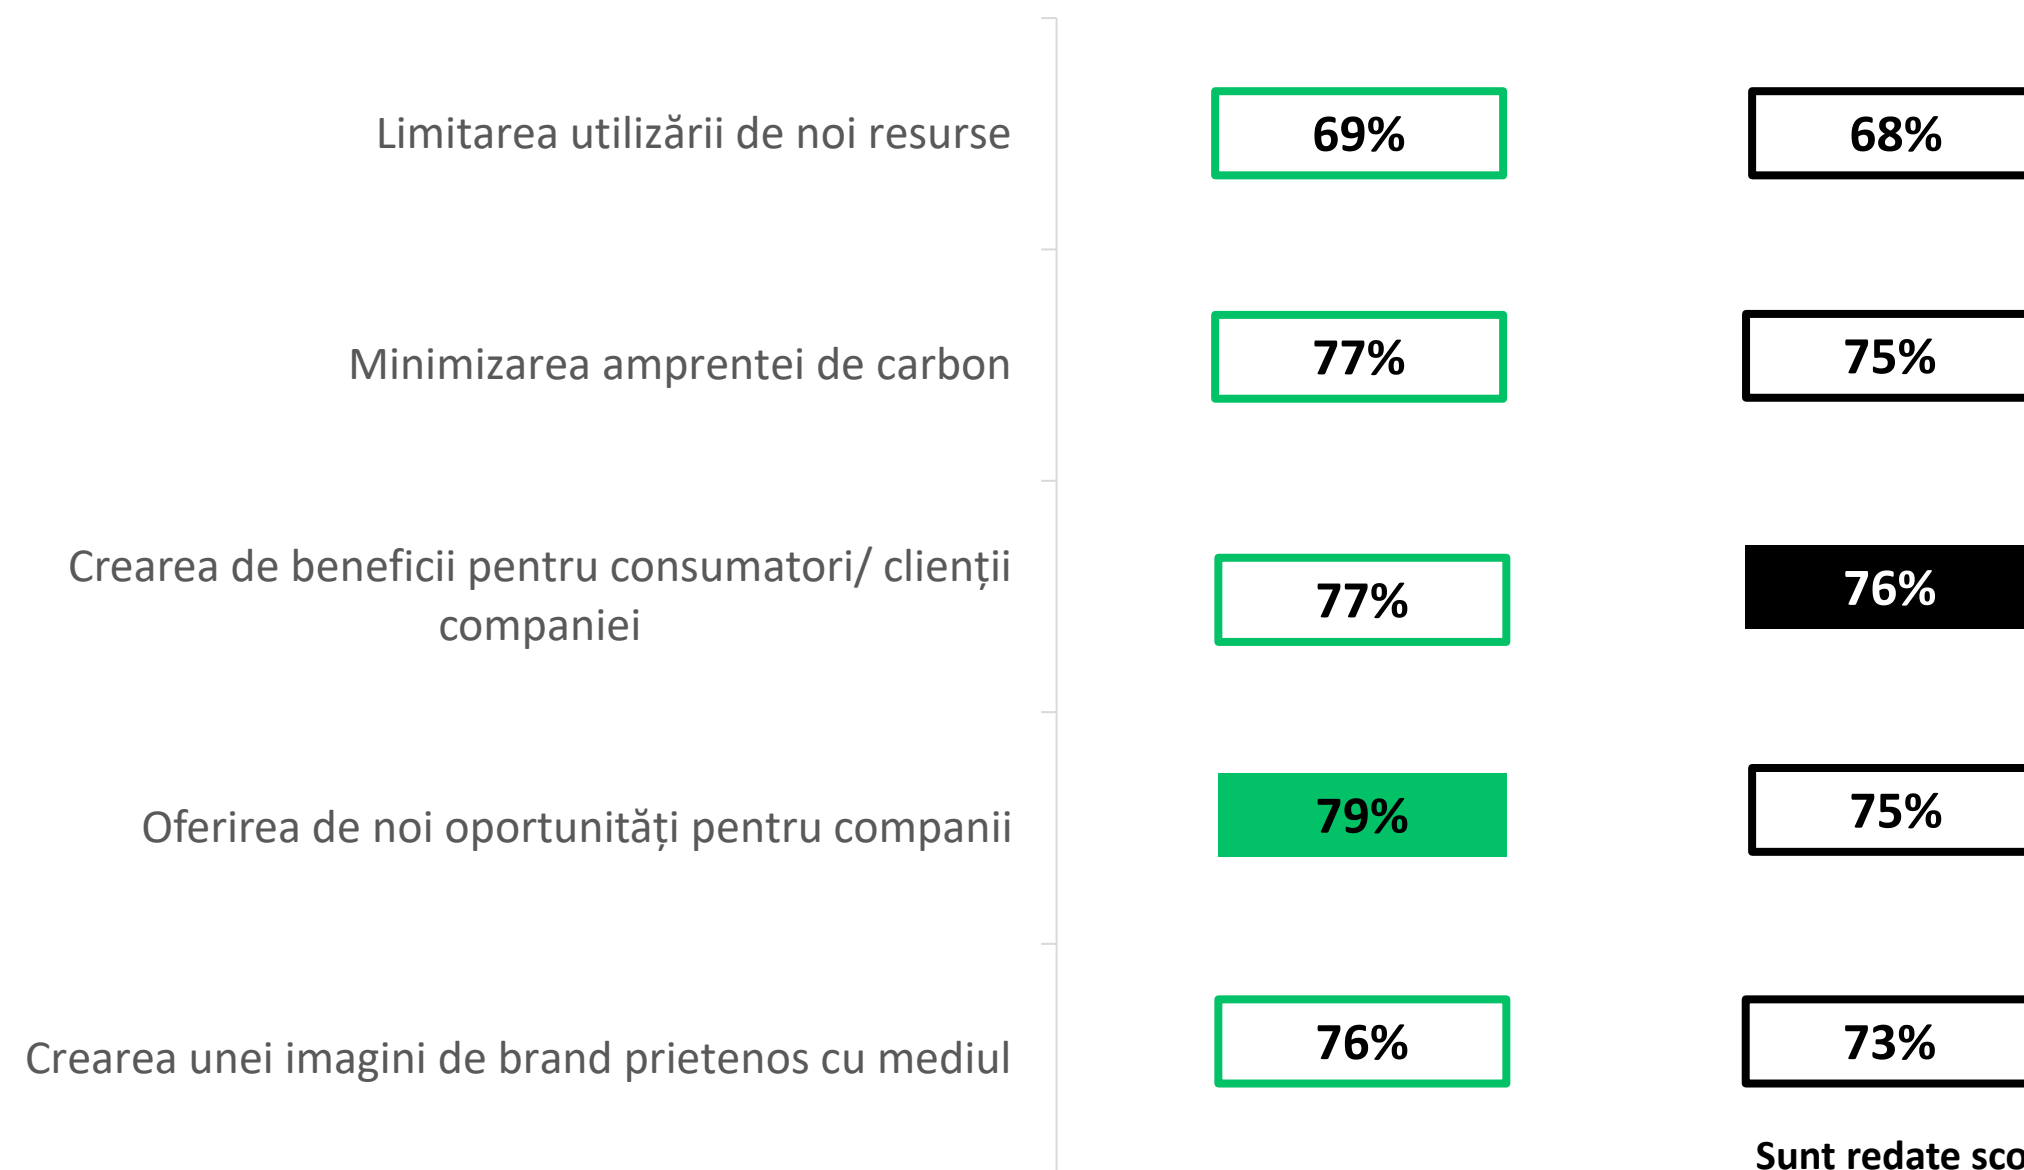 Limitarea utilizării de noi resurse 69% 68%
Minimizarea amprentei de carbon 77% 75%
Crearea de beneficii pentru consumatori/ clienții
companiei 77% 76%
Oferirea de noi oportunități pentru companii 79% 75%
Crearea unei imagini de brand prietenos cu mediul 76% 73%
Sunt redate sco